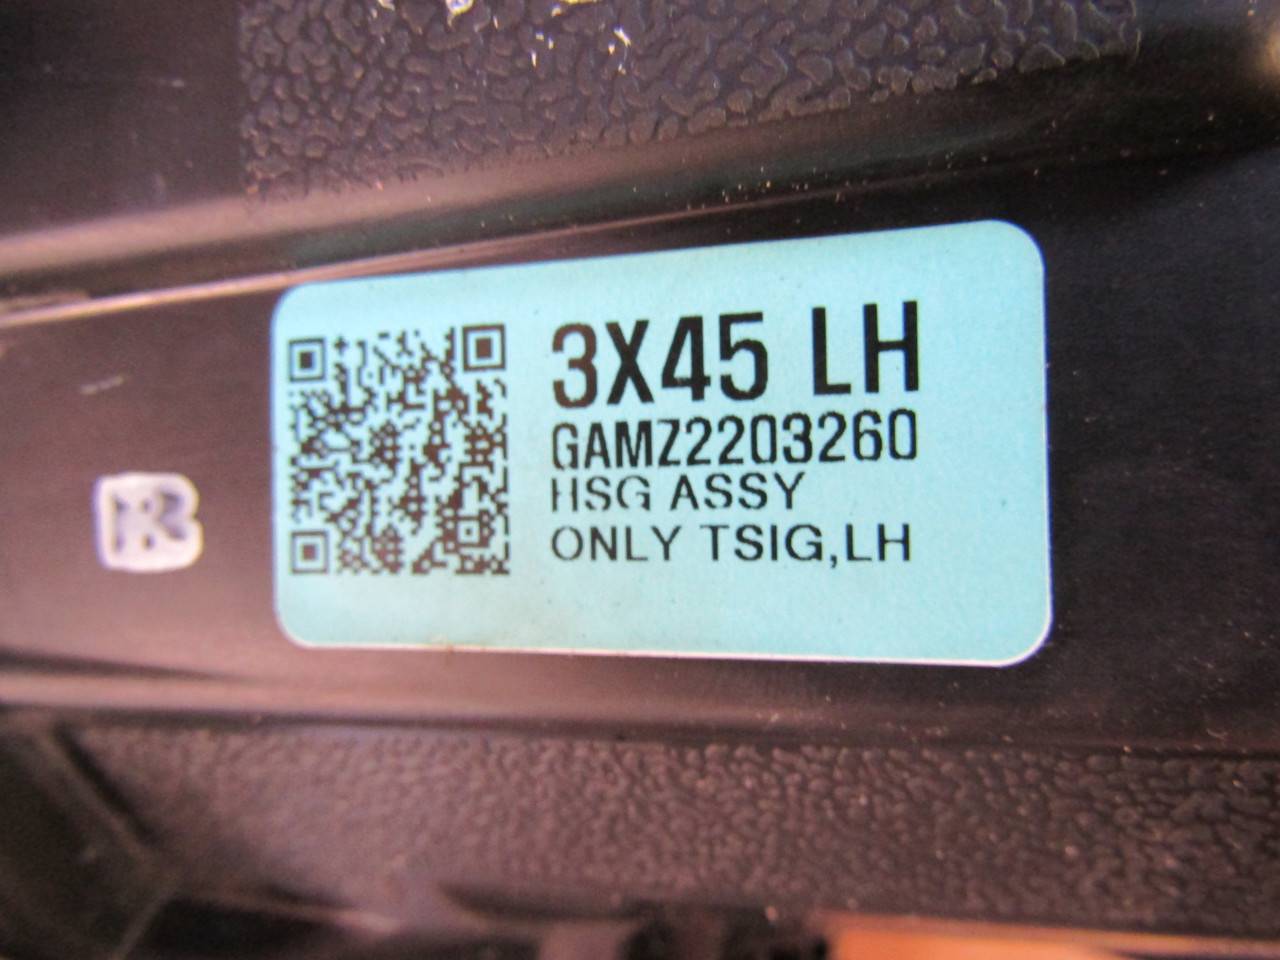 3X45 LH
GAMZ2203260
HSG ASSY
ONLY TSIG,LH